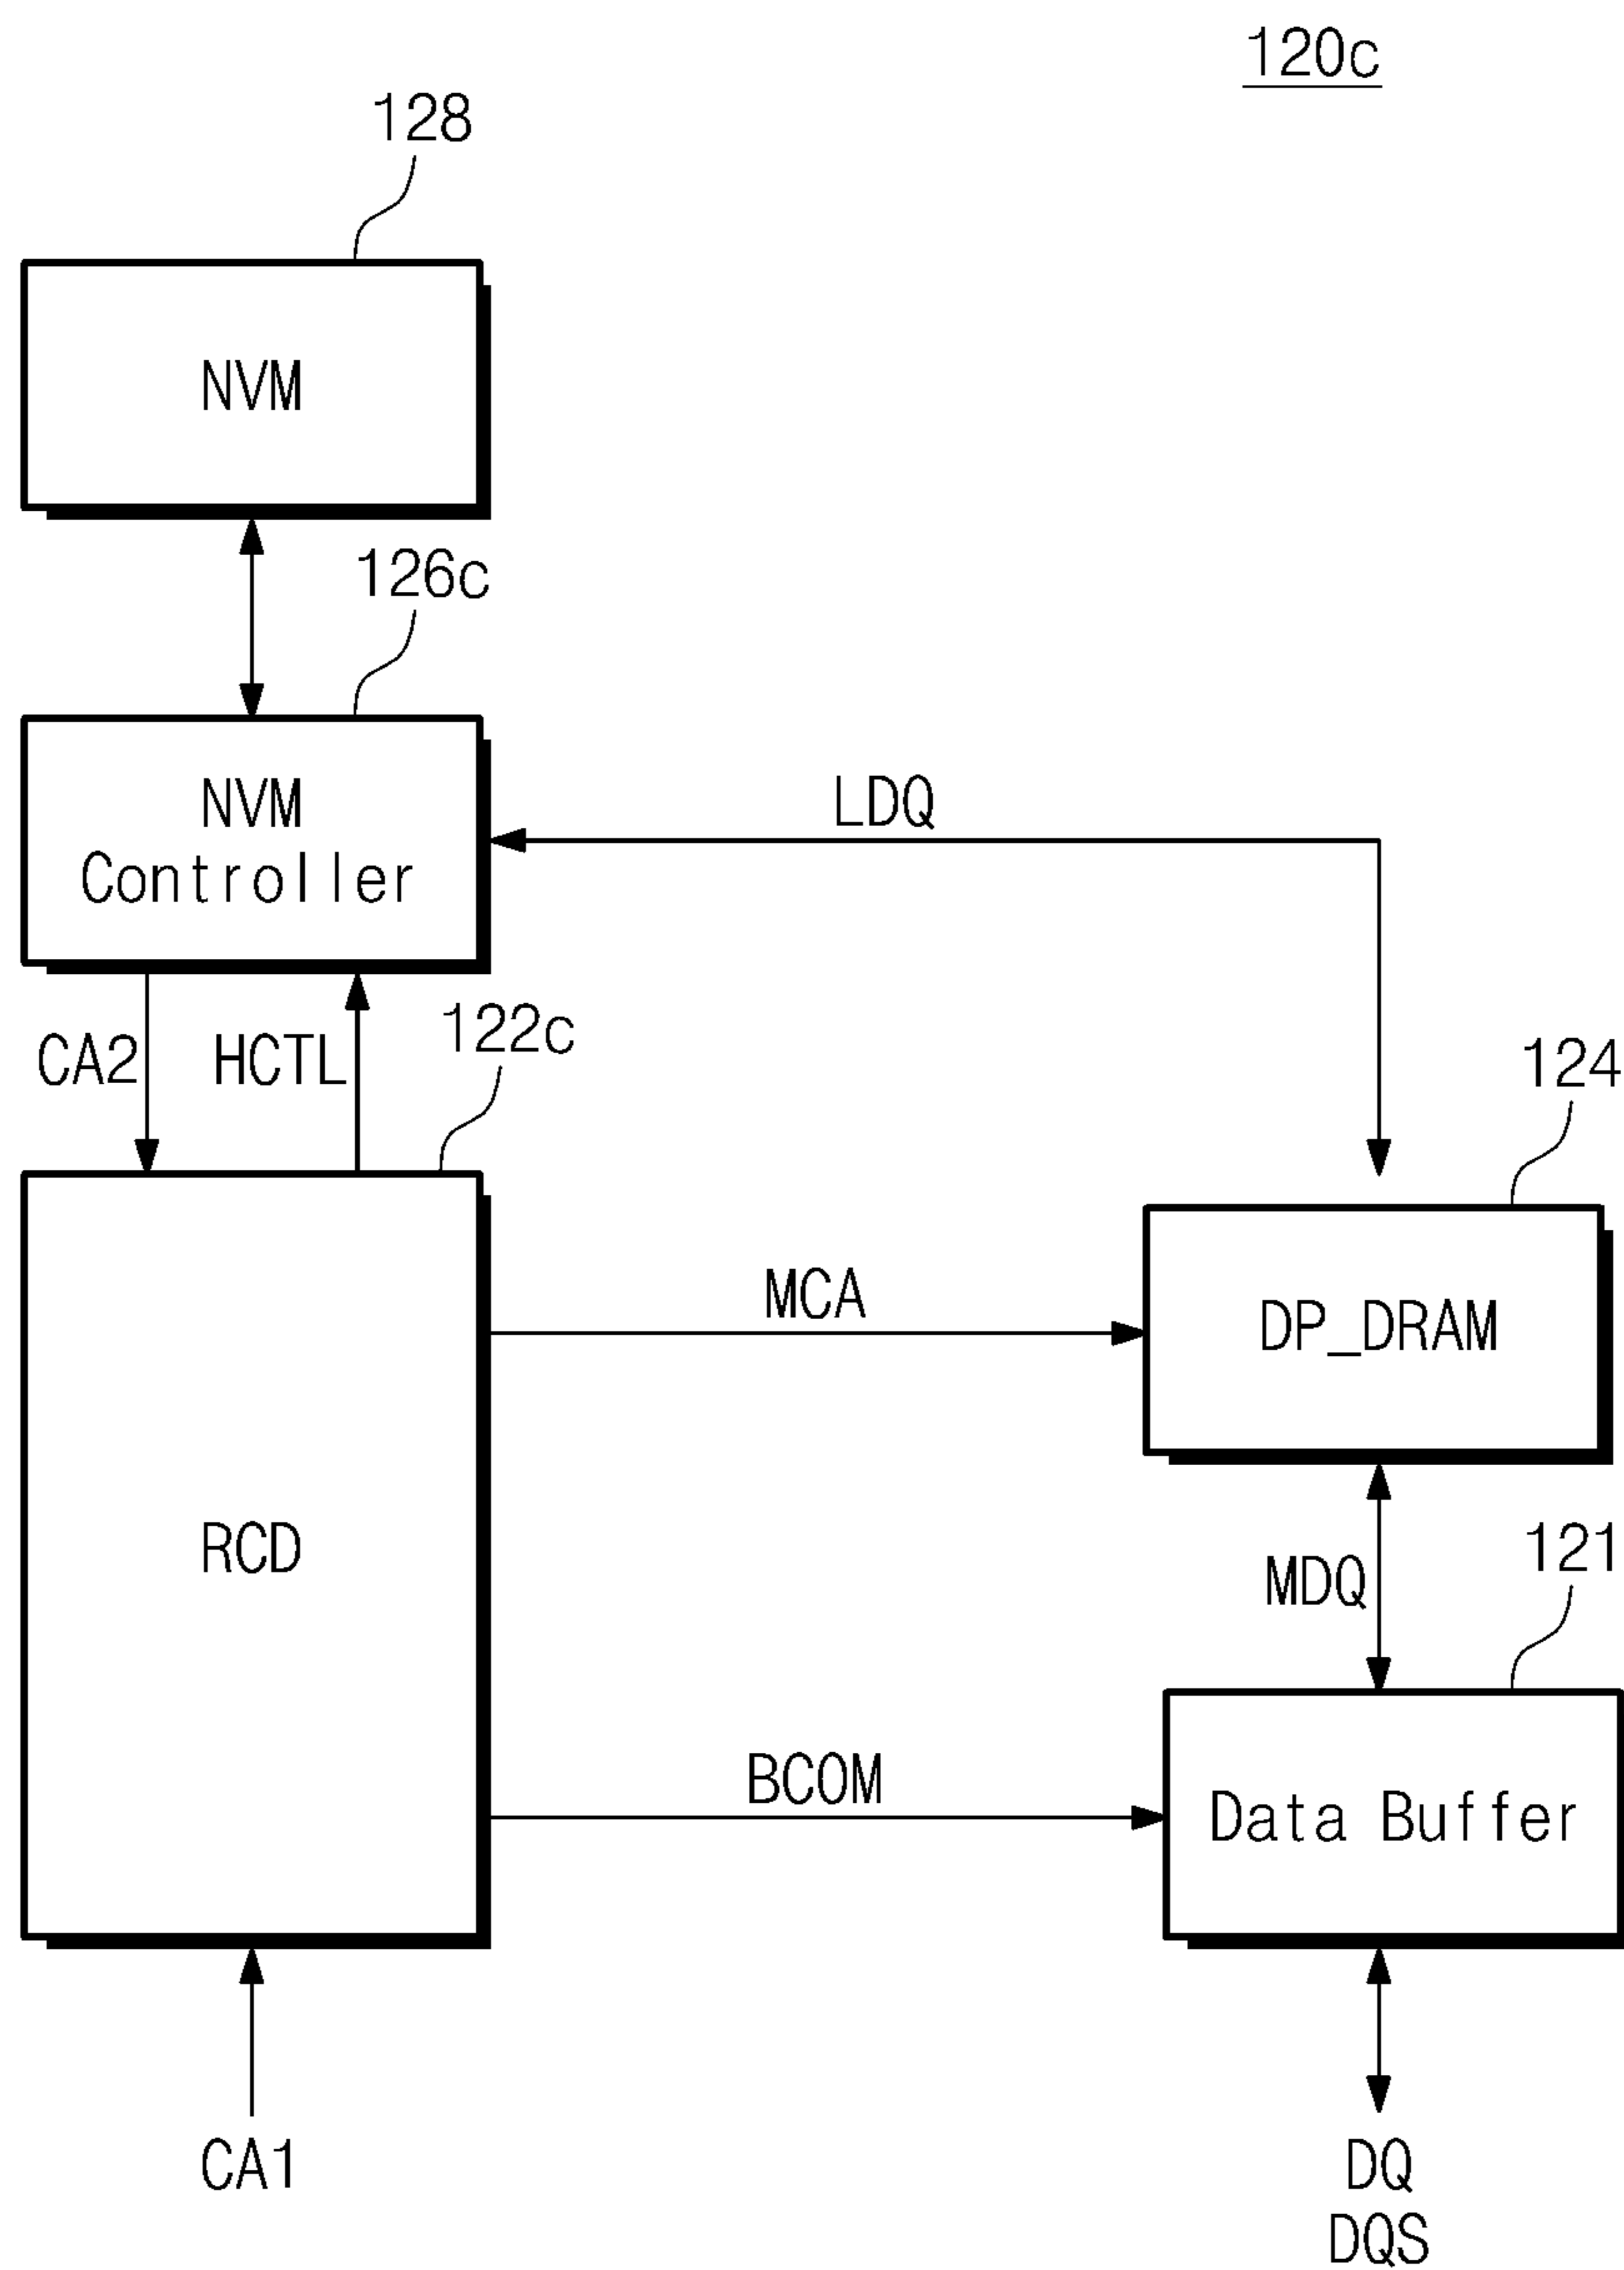 120c
128
NVM
126c
NVM
Controller
LDQ
CA2
HCTL
122c
124
MCA
DP_DRAM
RCD
MDQ
121
BCOM
Data Buffer
CA1
DQ
DQS